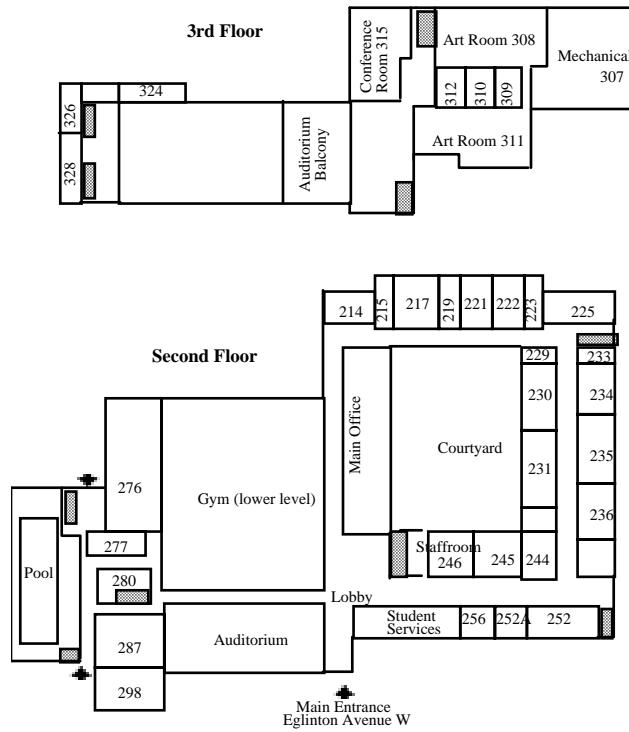 3rd Floor
Conference
Room 315
Art Room 308
Mechanical
307
312
310
309
324
326
328
Auditorium
Balcony
Art Room 311
Second Floor
214
215
217
219
221
222
223
225
229
233
230
234
Main Office
Courtyard
231
235
236
276
Gym (lower level)
277
Staffroom
246
245
244
Pool
280
Lobby
287
Auditorium
Student
Services
256
252A
252
298
Main Entrance
Eglinton Avenue W